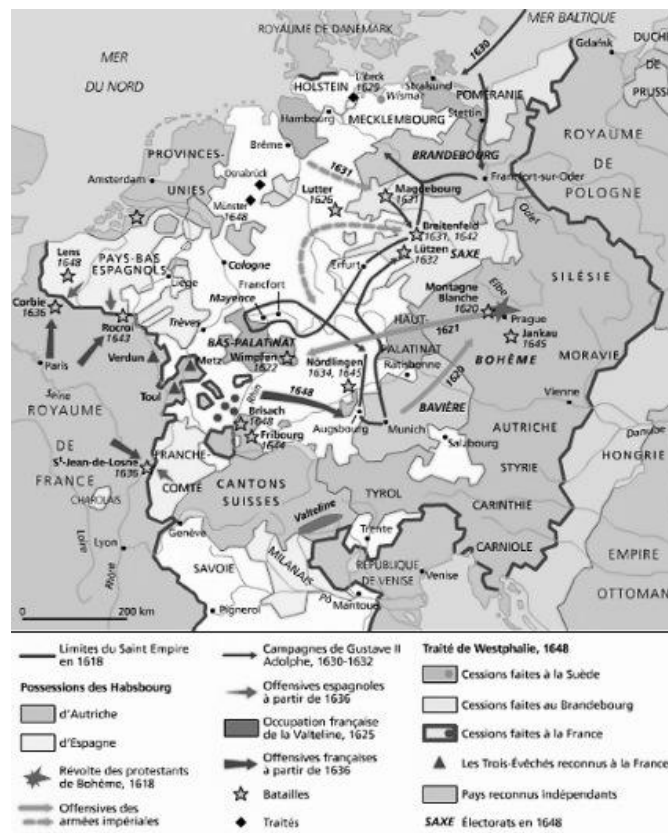 ROYAUME DE DANEMARK
MER BALTIQUE
MER
DU NORD
1630
Gdańsk
DUCHÉ
DE
PRUSSE
HOLSTEIN
Lübeck
1629
Wismar
Stralsund
POMÉRANIE
Hambourg
MECKLEMBOURG
Stettin
Brême
BRANDEBOURG
ROYAUME
DE
POLOGNE
PROVINCES-
UNIES
Amsterdam
Osnabrück
Münster
1648
1631
Lutter
1626
Magdebourg
1631
Francfort-sur-Oder
Oder
Breitenfeld
1631, 1642
Lützen
1632
SAXE
Lens
1648
PAYS-BAS
ESPAGNOLS
Liège
Cologne
Erfurt
SILÉSIE
Corbie
1636
Rocroi
1643
Mayence
Francfort
Trèves
Montagne
Blanche
1620
Elbe
Prague
Jankau
1645
BAS-PALATINAT
HAUT-
PALATINAT
1621
BOHÊME
MORAVIE
Paris
Seine
Verdun
Metz
Toul
Wimpfen
1622
Nördlingen
1634, 1645
Ratisbonne
1620
Rhin
1648
BAVIÈRE
Vienne
ROYAUME
DE
FRANCE
Brisach
1648
Fribourg
1644
Augsbourg
Munich
Salzbourg
AUTRICHE
Danube
HONGRIE
St-Jean-de-Losne
1636
FRANCHE-
COMTÉ
CANTONS
SUISSES
STYRIE
CHAROLAIS
TYROL
CARINTHIE
Valteline
Genève
Trente
CARNIOLE
EMPIRE
OTTOMAN
Loire
Lyon
Rhône
SAVOIE
MILANAIS
RÉPUBLIQUE
DE VENISE
Venise
Pô
Mantoue
Pignerol
200 km
Limites du Saint Empire
en 1618
Possessions des Habsbourg
d'Autriche
d'Espagne
Révolte des protestants
de Bohême, 1618
Offensives des
armées impériales
Campagnes de Gustave II
Adolphe, 1630-1632
Offensives espagnoles
à partir de 1636
Occupation française
de la Valteline, 1625
Offensives françaises
à partir de 1636
Batailles
Traités
Traité de Westphalie, 1648
Cessions faites à la Suède
Cessions faites au Brandebourg
Cessions faites à la France
Les Trois-Évêchés reconnus à la France
Pays reconnus indépendants
SAXE Électorats en 1648